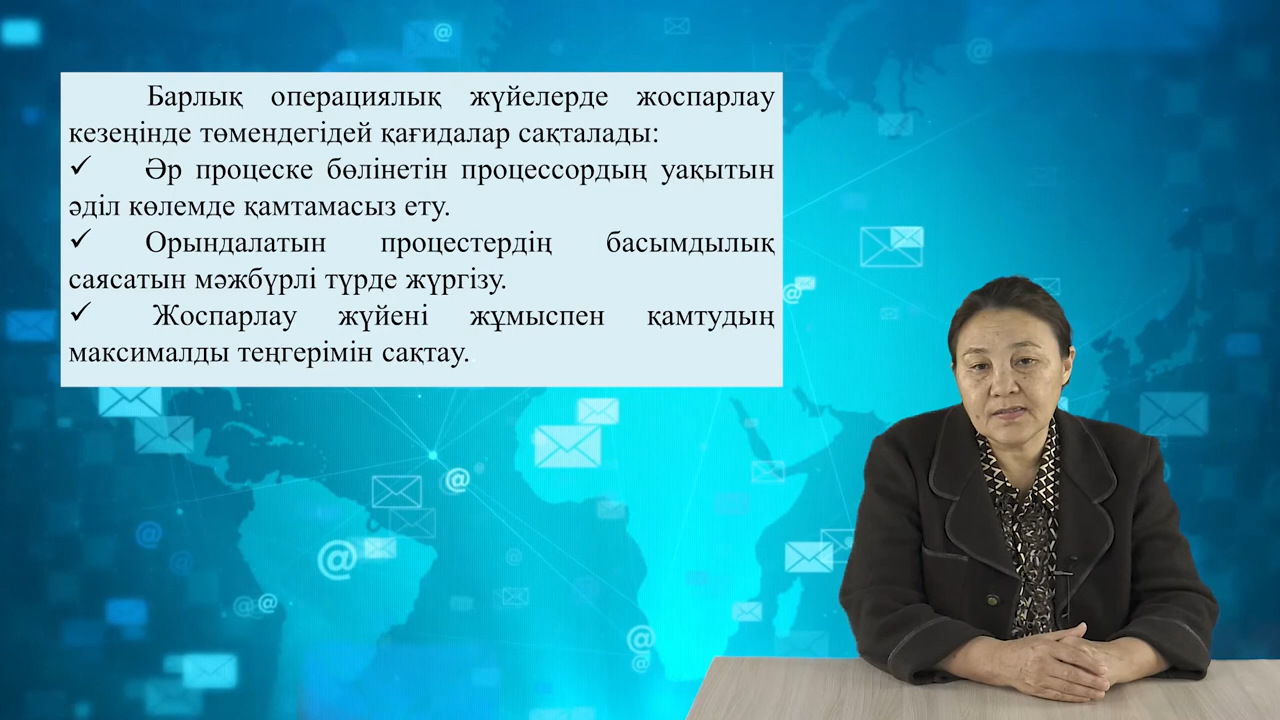 Барлық операциялық жүйелерде жоспарлау
кезеңінде төмендегідей қағидалар сақталады:
✓ Әр процеске бөлінетін процессордың уақытын
әділ көлемде қамтамасыз ету.
✓ Орындалатын процестердің басымдылық
саясатын мәжбүрлі түрде жүргізу.
✓ Жоспарлау жүйені жұмыспен қамтудың
максималды теңгерімін сақтау.